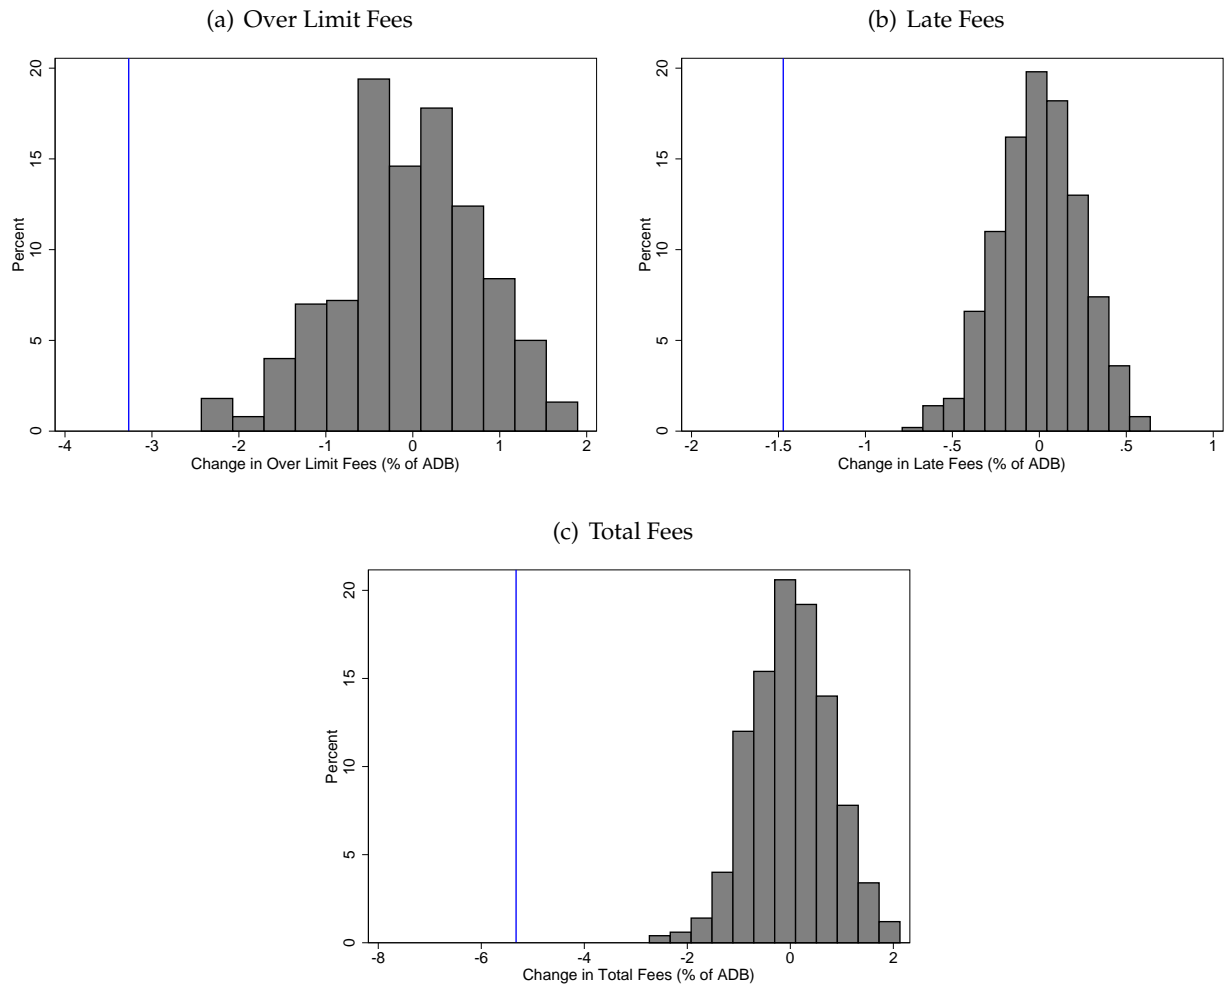 (a) Over Limit Fees
Percent
20
15
10
5
0
-4 -3 -2 -1 0 1 2
Change in Over Limit Fees (% of ADB)
(b) Late Fees
Percent
20
15
10
5
0
-2 -1.5 -1 -.5 0 .5 1
Change in Late Fees (% of ADB)
(c) Total Fees
Percent
20
15
10
5
0
-8 -6 -4 -2 0 2
Change in Total Fees (% of ADB)